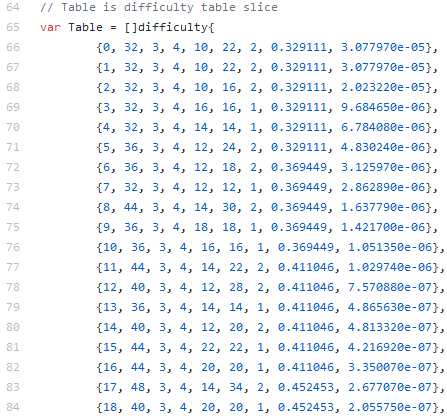 64 // Table is difficulty table slice
65 var Table = []difficulty{
66 {0, 32, 3, 4, 10, 22, 2, 0.329111, 3.077970e-05},
67 {1, 32, 3, 4, 10, 22, 2, 0.329111, 3.077970e-05},
68 {2, 32, 3, 4, 10, 16, 2, 0.329111, 2.023220e-05},
69 {3, 32, 3, 4, 16, 16, 1, 0.329111, 9.684650e-06},
70 {4, 32, 3, 4, 14, 14, 1, 0.329111, 6.784080e-06},
71 {5, 36, 3, 4, 12, 24, 2, 0.329111, 4.830240e-06},
72 {6, 36, 3, 4, 12, 18, 2, 0.369449, 3.125970e-06},
73 {7, 32, 3, 4, 12, 12, 1, 0.369449, 2.862890e-06},
74 {8, 44, 3, 4, 14, 30, 2, 0.369449, 1.637790e-06},
75 {9, 36, 3, 4, 18, 18, 1, 0.369449, 1.421700e-06},
76 {10, 36, 3, 4, 16, 16, 1, 0.369449, 1.051350e-06},
77 {11, 44, 3, 4, 14, 22, 2, 0.411046, 1.029740e-06},
78 {12, 40, 3, 4, 12, 28, 2, 0.411046, 7.570880e-07},
79 {13, 36, 3, 4, 14, 14, 1, 0.411046, 4.865630e-07},
80 {14, 40, 3, 4, 12, 20, 2, 0.411046, 4.813320e-07},
81 {15, 44, 3, 4, 22, 22, 1, 0.411046, 4.216920e-07},
82 {16, 44, 3, 4, 20, 20, 1, 0.411046, 3.350070e-07},
83 {17, 48, 3, 4, 14, 34, 2, 0.452453, 2.677070e-07},
84 {18, 40, 3, 4, 20, 20, 1, 0.452453, 2.055750e-07},